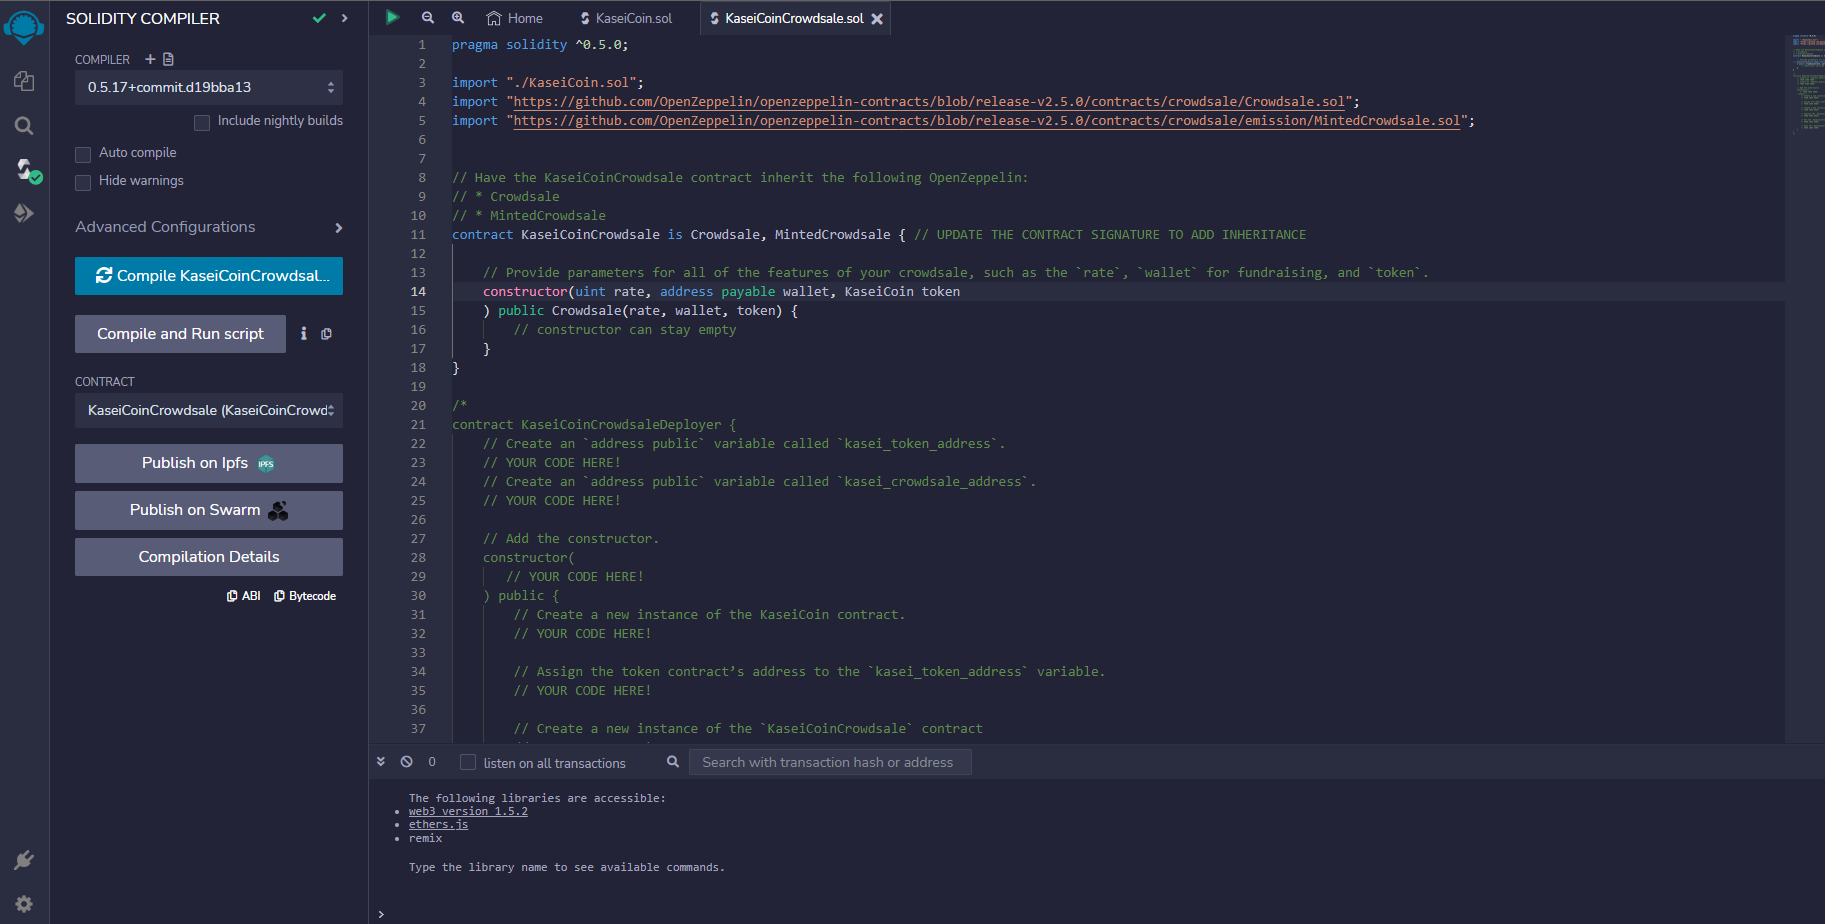 SOLIDITY COMPILER
COMPILER
0.5.17+commit.d19bba13
Include nightly builds
Auto compile
Hide warnings
Advanced Configurations
Compile KaseiCoinCrowdsal...
Compile and Run script
CONTRACT
KaseiCoinCrowdsale (KaseiCoinCrowd
Publish on Ipfs IPFS
Publish on Swarm
Compilation Details
ABI Bytecode
Home KaseiCoin.sol KaseiCoinCrowdsale.sol
1 pragma solidity ^0.5.0;
2
3 import "./KaseiCoin.sol";
4 import "https://github.com/OpenZeppelin/openzeppelin-contracts/blob/release-v2.5.0/contracts/crowdsale/Crowdsale.sol";
5 import "https://github.com/OpenZeppelin/openzeppelin-contracts/blob/release-v2.5.0/contracts/crowdsale/emission/MintedCrowdsale.sol";
6
7
8 // Have the KaseiCoinCrowdsale contract inherit the following OpenZeppelin:
9 // * Crowdsale
10 // * MintedCrowdsale
11 contract KaseiCoinCrowdsale is Crowdsale, MintedCrowdsale { // UPDATE THE CONTRACT SIGNATURE TO ADD INHERITANCE
12
13 // Provide parameters for all of the features of your crowdsale, such as the `rate`, `wallet` for fundraising, and `token`.
14 constructor(uint rate, address payable wallet, KaseiCoin token
15 ) public Crowdsale(rate, wallet, token) {
16 // constructor can stay empty
17 }
18 }
19
20 /*
21 contract KaseiCoinCrowdsaleDeployer {
22 // Create an `address public` variable called `kasei_token_address`.
23 // YOUR CODE HERE!
24 // Create an `address public` variable called `kasei_crowdsale_address`.
25 // YOUR CODE HERE!
26
27 // Add the constructor.
28 constructor(
29 // YOUR CODE HERE!
30 ) public {
31 // Create a new instance of the KaseiCoin contract.
32 // YOUR CODE HERE!
33
34 // Assign the token contract’s address to the `kasei_token_address` variable.
35 // YOUR CODE HERE!
36
37 // Create a new instance of the `KaseiCoinCrowdsale` contract
0 listen on all transactions Search with transaction hash or address
The following libraries are accessible:
• web3 version 1.5.2
• ethers.js
• remix
Type the library name to see available commands.
>